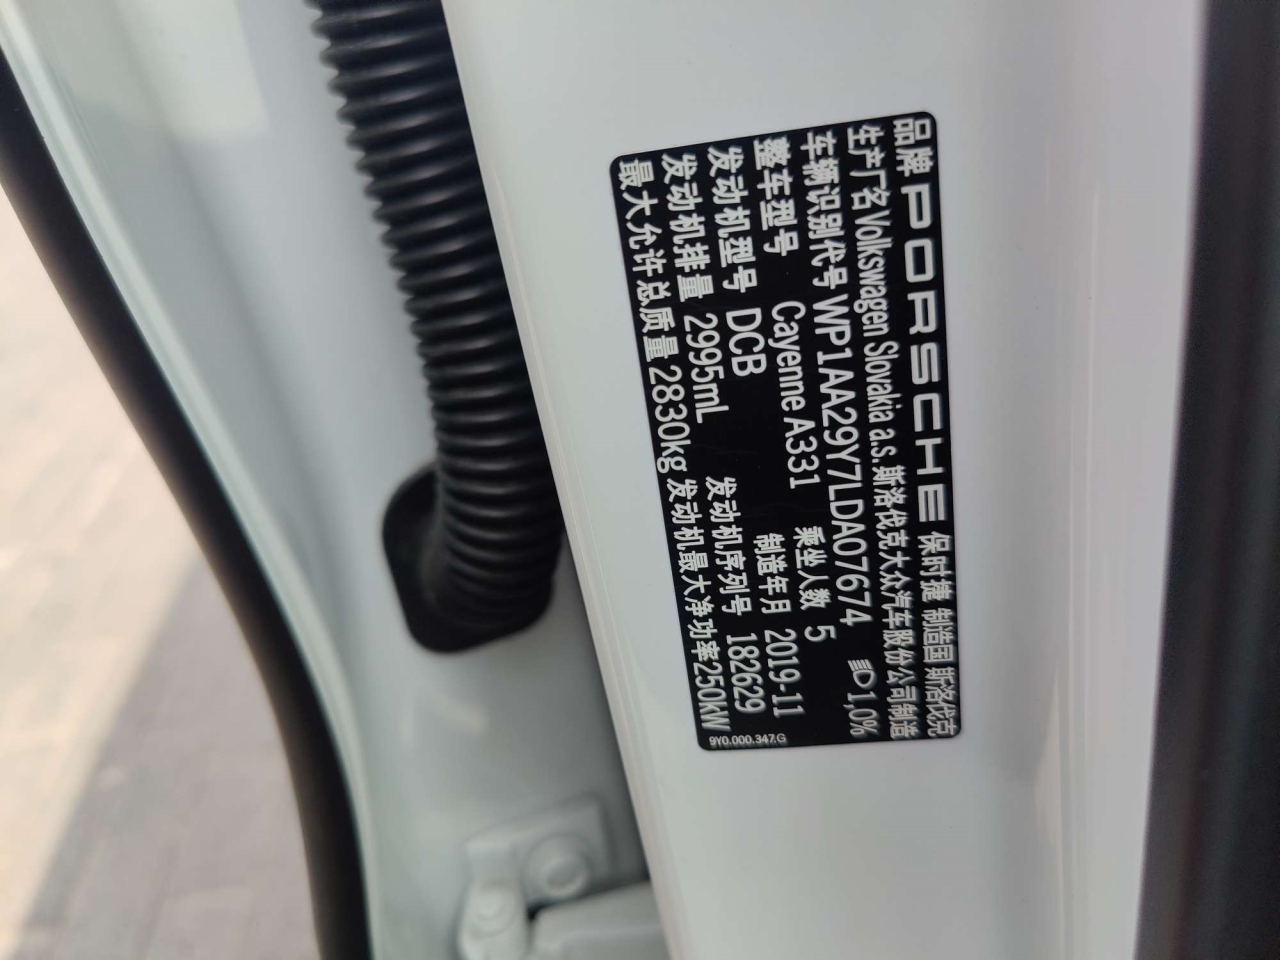 品牌 PORSCHE 保时捷 制造国 斯洛伐克
生产厂名 Volkswagen Slovakia a.s. 斯洛伐克大众汽车股份公司制造
车辆识别代号 WP1AA29Y7LDA07674 1,0%
整车型号 Cayenne A331 乘坐人数 5
发动机型号 DCB 制造年月 2019-11
发动机排量 2995mL 发动机序列号 182629
最大允许总质量 2830kg 发动机最大净功率 250kW
9Y0.000.347.G